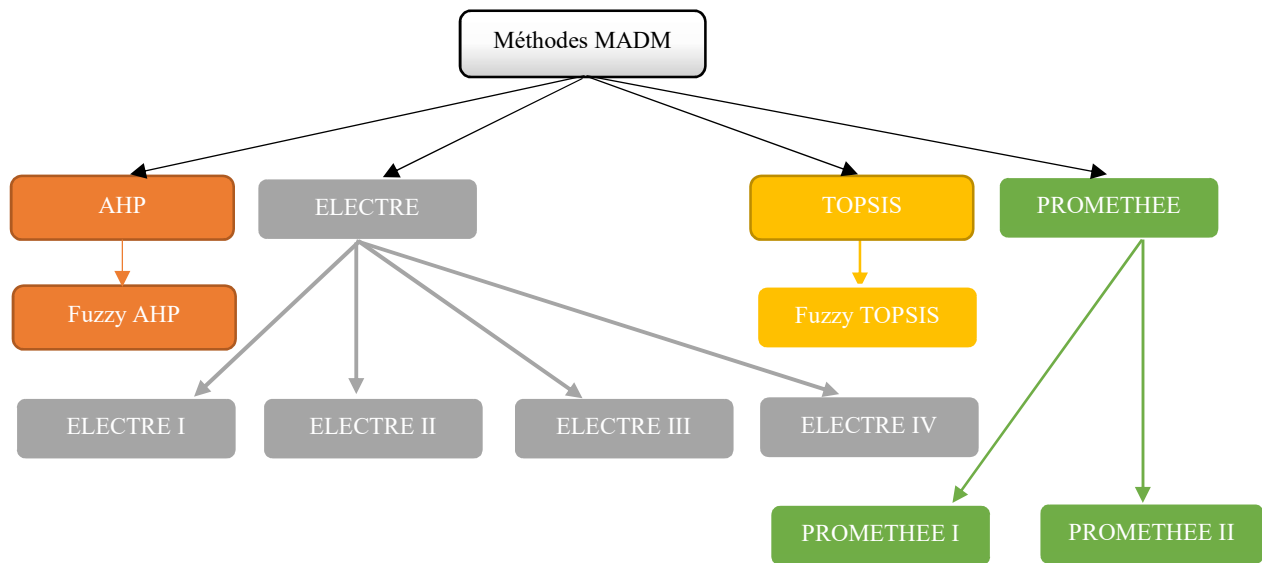 Méthodes MADM
AHP
ELECTRE
TOPSIS
PROMETHEE
Fuzzy AHP
Fuzzy TOPSIS
ELECTRE I
ELECTRE II
ELECTRE III
ELECTRE IV
PROMETHEE I
PROMETHEE II